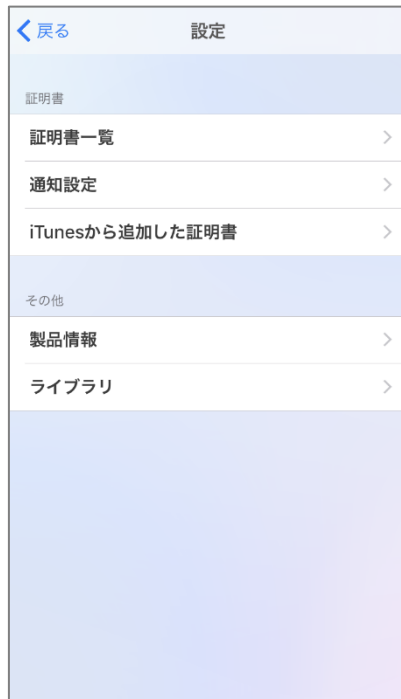 戻る 設定
証明書
証明書一覧
通知設定
iTunesから追加した証明書
その他
製品情報
ライブラリ